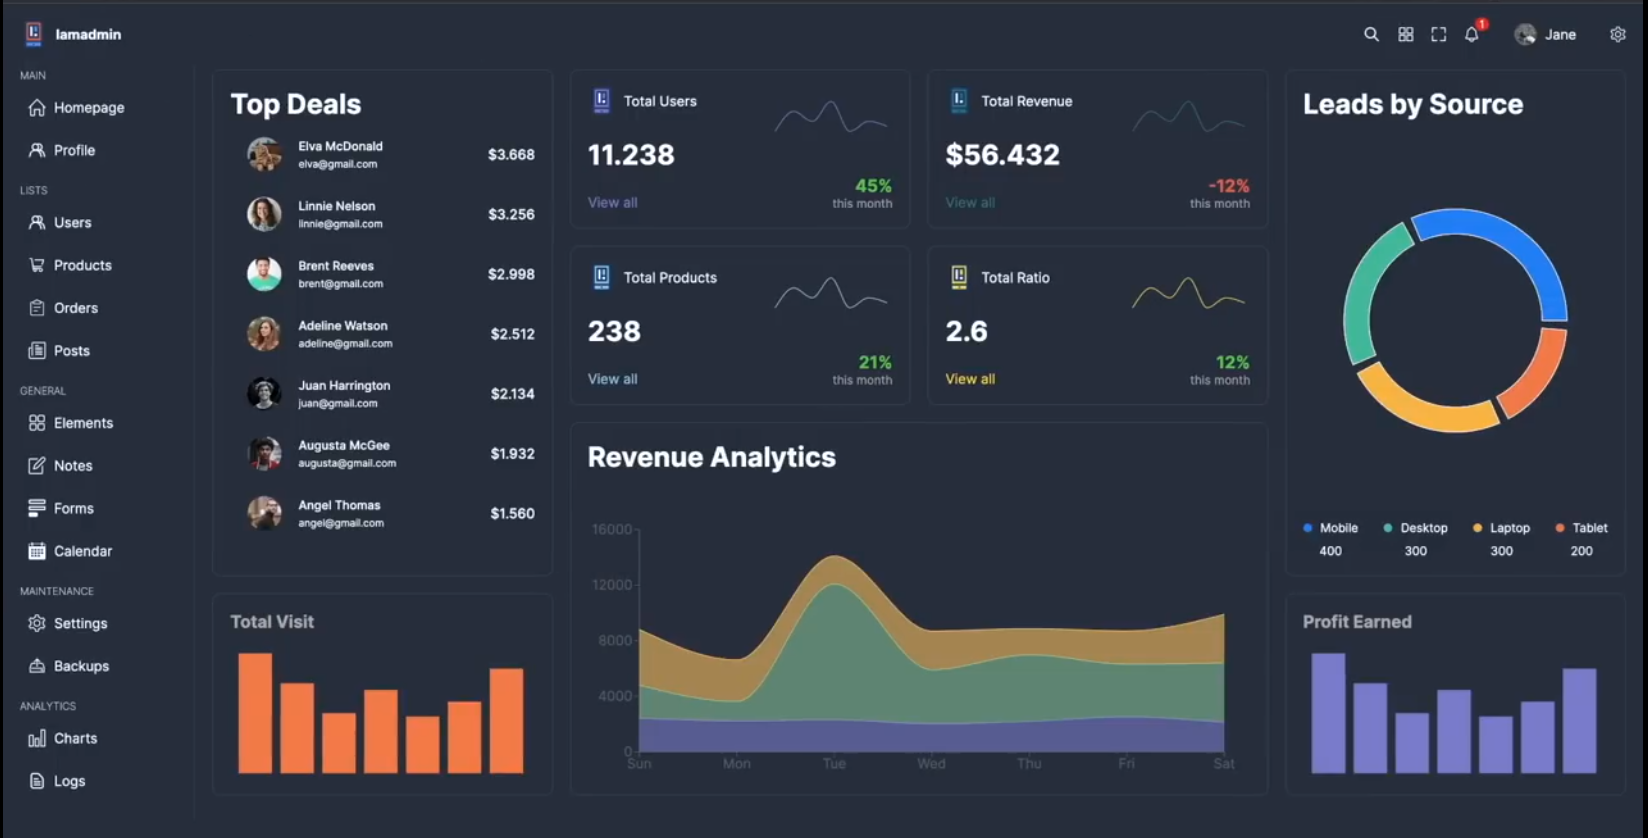 lamadmin
1
Jane
MAIN
Homepage
Profile
LISTS
Users
Products
Orders
Posts
GENERAL
Elements
Notes
Forms
Calendar
MAINTENANCE
Settings
Backups
ANALYTICS
Charts
Logs
Top Deals
Elva McDonald
elva@gmail.com
$3.668
Linnie Nelson
linnie@gmail.com
$3.256
Brent Reeves
brent@gmail.com
$2.998
Adeline Watson
adeline@gmail.com
$2.512
Juan Harrington
juan@gmail.com
$2.134
Augusta McGee
augusta@gmail.com
$1.932
Angel Thomas
angel@gmail.com
$1.560
Total Visit
Total Users
11.238
View all
45%
this month
Total Revenue
$56.432
View all
-12%
this month
Total Products
238
View all
21%
this month
Total Ratio
2.6
View all
12%
this month
Revenue Analytics
16000
12000
8000
4000
0
Sun Mon Tue Wed Thu Fri Sat
Leads by Source
Mobile Desktop Laptop Tablet
400 300 300 200
Profit Earned